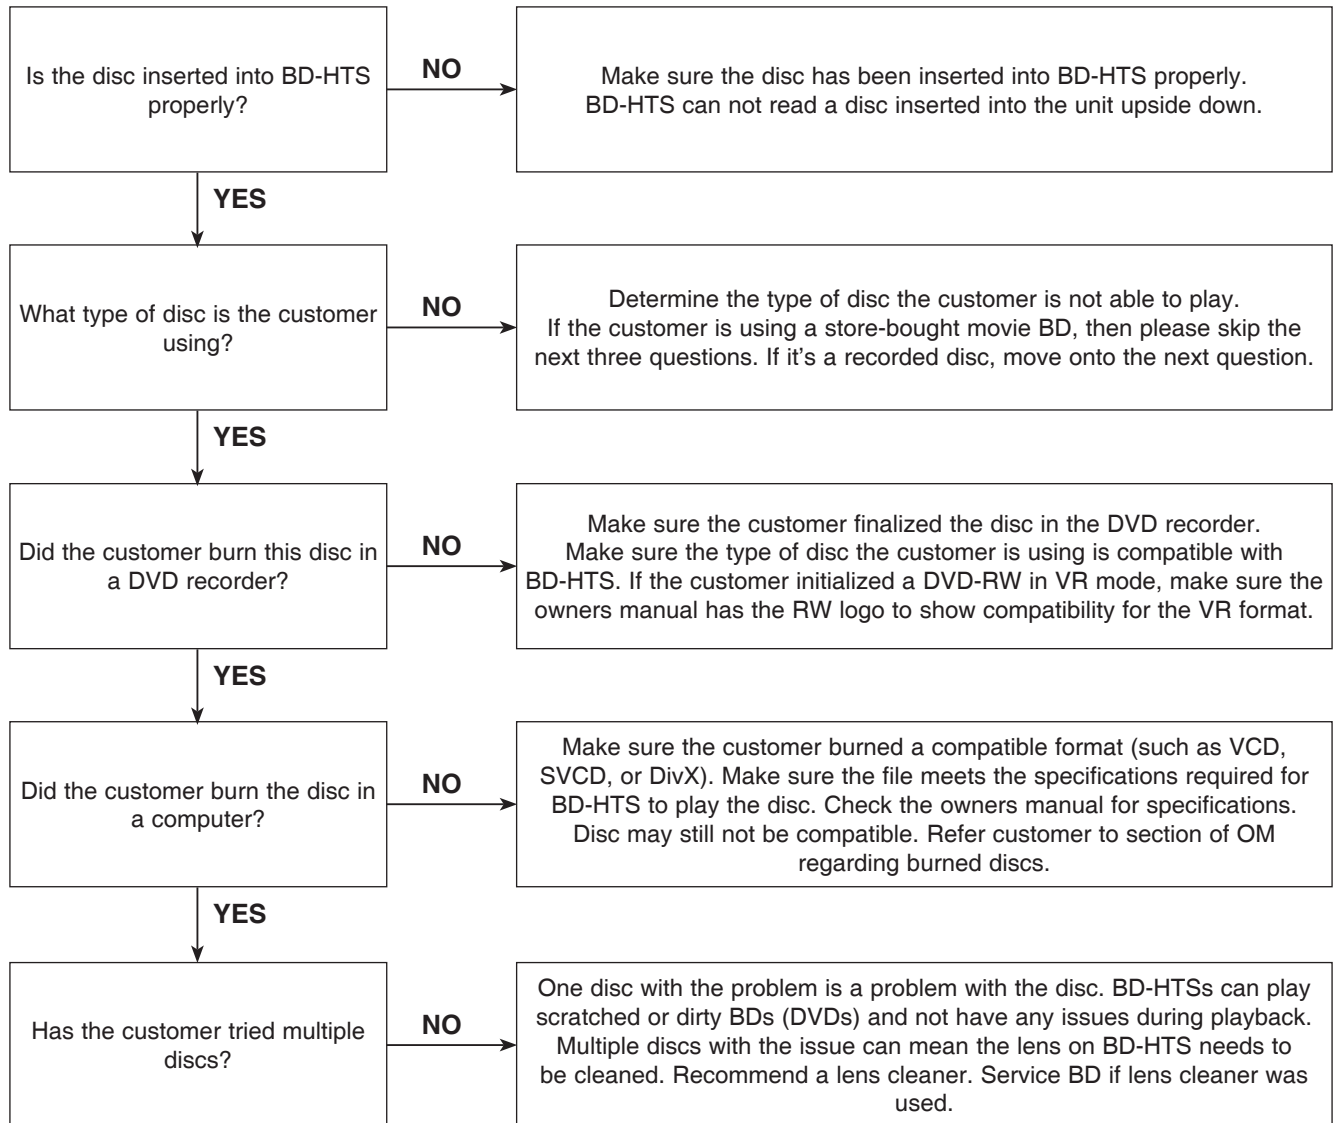 Is the disc inserted into BD-HTS
properly?
NO
Make sure the disc has been inserted into BD-HTS properly.
BD-HTS can not read a disc inserted into the unit upside down.
YES
What type of disc is the customer
using?
NO
Determine the type of disc the customer is not able to play.
If the customer is using a store-bought movie BD, then please skip the
next three questions. If it's a recorded disc, move onto the next question.
YES
Did the customer burn this disc in
a DVD recorder?
NO
Make sure the customer finalized the disc in the DVD recorder.
Make sure the type of disc the customer is using is compatible with
BD-HTS. If the customer initialized a DVD-RW in VR mode, make sure the
owners manual has the RW logo to show compatibility for the VR format.
YES
Did the customer burn the disc in
a computer?
NO
Make sure the customer burned a compatible format (such as VCD,
SVCD, or DivX). Make sure the file meets the specifications required for
BD-HTS to play the disc. Check the owners manual for specifications.
Disc may still not be compatible. Refer customer to section of OM
regarding burned discs.
YES
Has the customer tried multiple
discs?
NO
One disc with the problem is a problem with the disc. BD-HTSs can play
scratched or dirty BDs (DVDs) and not have any issues during playback.
Multiple discs with the issue can mean the lens on BD-HTS needs to
be cleaned. Recommend a lens cleaner. Service BD if lens cleaner was
used.